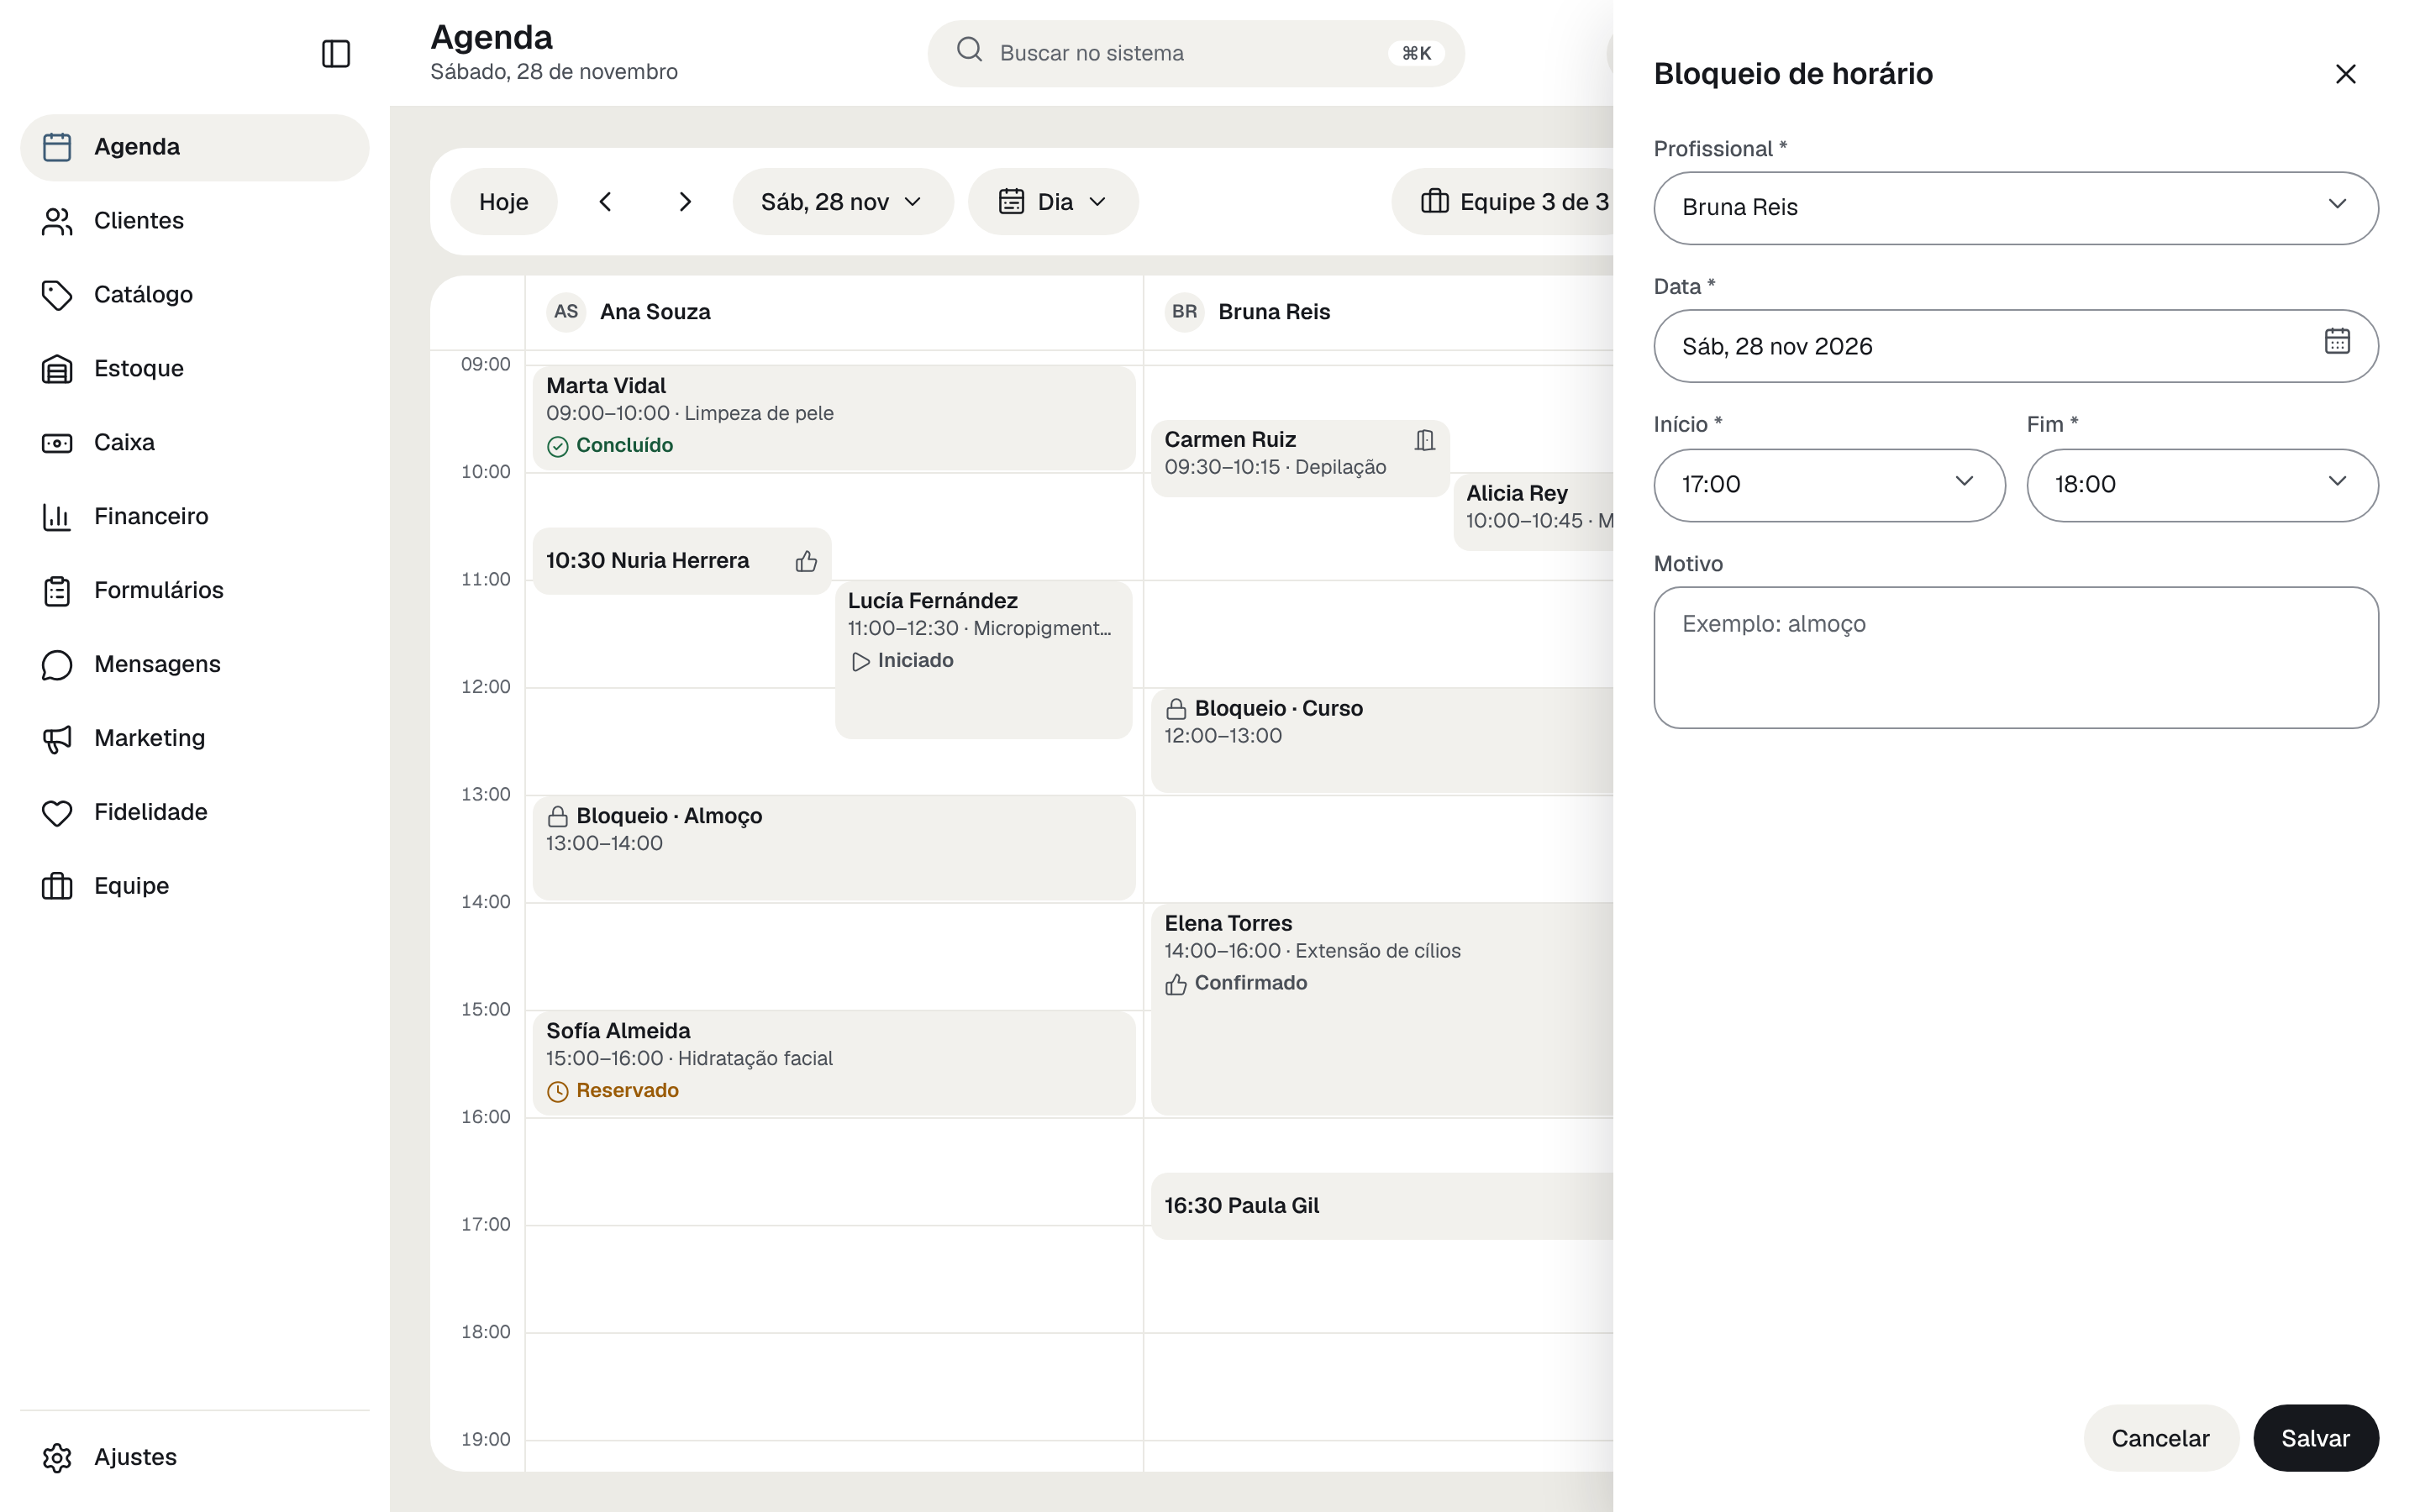 Agenda
Sábado, 28 de novembro
Buscar no sistema
⌘K
Agenda
Clientes
Catálogo
Estoque
Caixa
Financeiro
Formulários
Mensagens
Marketing
Fidelidade
Equipe
Ajustes
Hoje
Sáb, 28 nov
Dia
Equipe 3 de 3
AS Ana Souza
BR Bruna Reis
09:00
10:00
11:00
12:00
13:00
14:00
15:00
16:00
17:00
18:00
19:00
Marta Vidal
09:00–10:00 · Limpeza de pele
Concluído
10:30 Nuria Herrera
Lucía Fernández
11:00–12:30 · Micropigment...
Iniciado
Bloqueio · Almoço
13:00–14:00
Sofía Almeida
15:00–16:00 · Hidratação facial
Reservado
Carmen Ruiz
09:30–10:15 · Depilação
Alicia Rey
10:00–10:45 · M
Bloqueio · Curso
12:00–13:00
Elena Torres
14:00–16:00 · Extensão de cílios
Confirmado
16:30 Paula Gil
Bloqueio de horário
Profissional *
Bruna Reis
Data *
Sáb, 28 nov 2026
Início *
Fim *
17:00
18:00
Motivo
Exemplo: almoço
Cancelar
Salvar